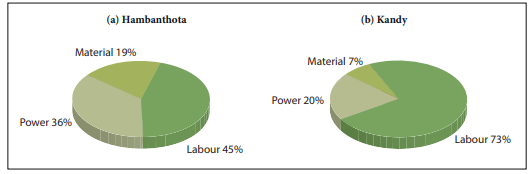 (a) Hambanthota
Material 19%
Power 36%
Labour 45%
(b) Kandy
Material 7%
Power 20%
Labour 73%